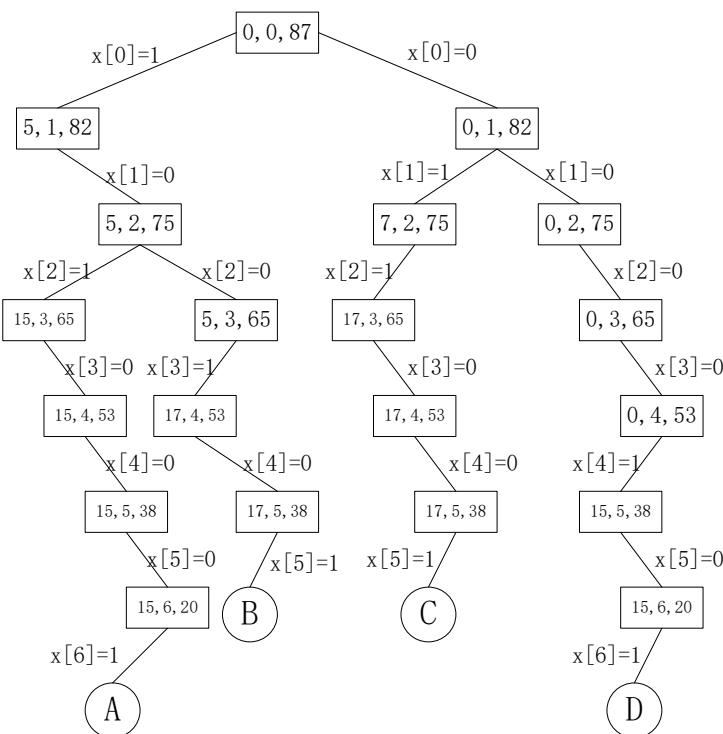 0,0,87
x[0]=1
x[0]=0
5,1,82
0,1,82
x[1]=0
x[1]=1
x[1]=0
5,2,75
7,2,75
0,2,75
x[2]=1
x[2]=0
x[2]=1
x[2]=0
15,3,65
5,3,65
17,3,65
0,3,65
x[3]=0
x[3]=1
x[3]=0
x[3]=0
15,4,53
17,4,53
17,4,53
0,4,53
x[4]=0
x[4]=0
x[4]=0
x[4]=1
15,5,38
17,5,38
17,5,38
15,5,38
x[5]=0
x[5]=1
x[5]=1
x[5]=0
15,6,20
B
C
15,6,20
x[6]=1
x[6]=1
A
D